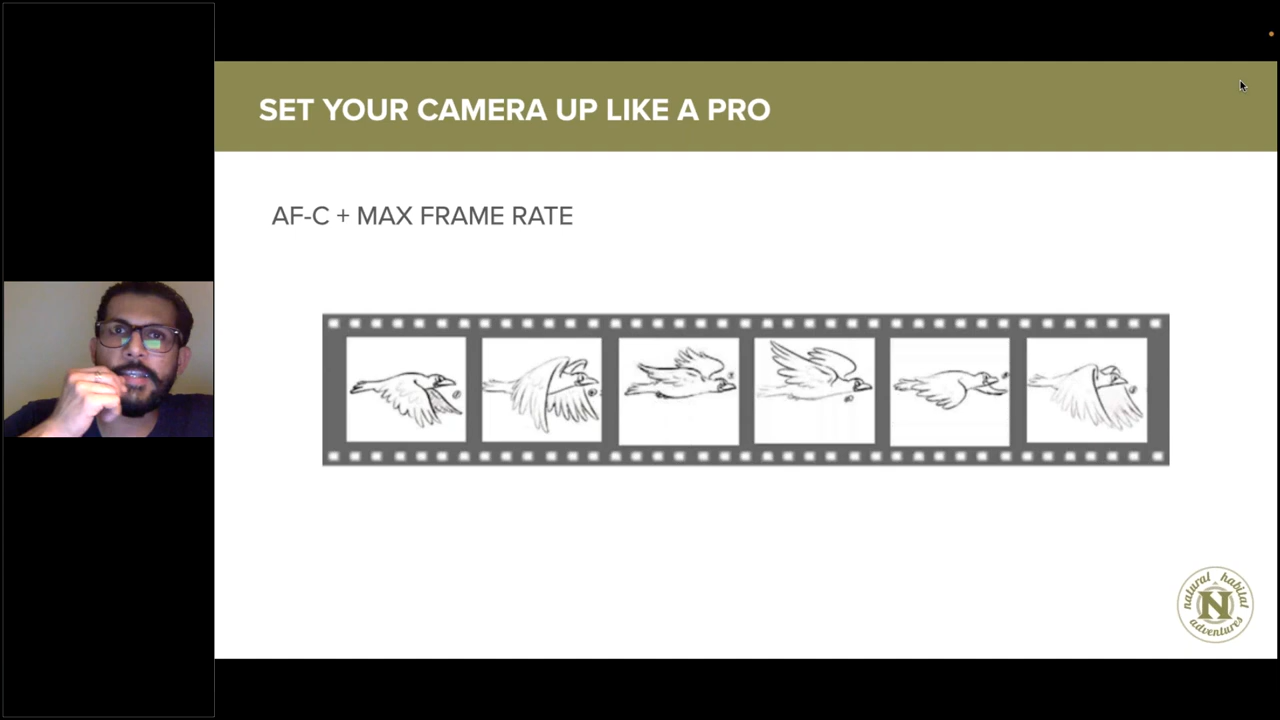 SET YOUR CAMERA UP LIKE A PRO
AF-C + MAX FRAME RATE
natural habitat
N
adventures